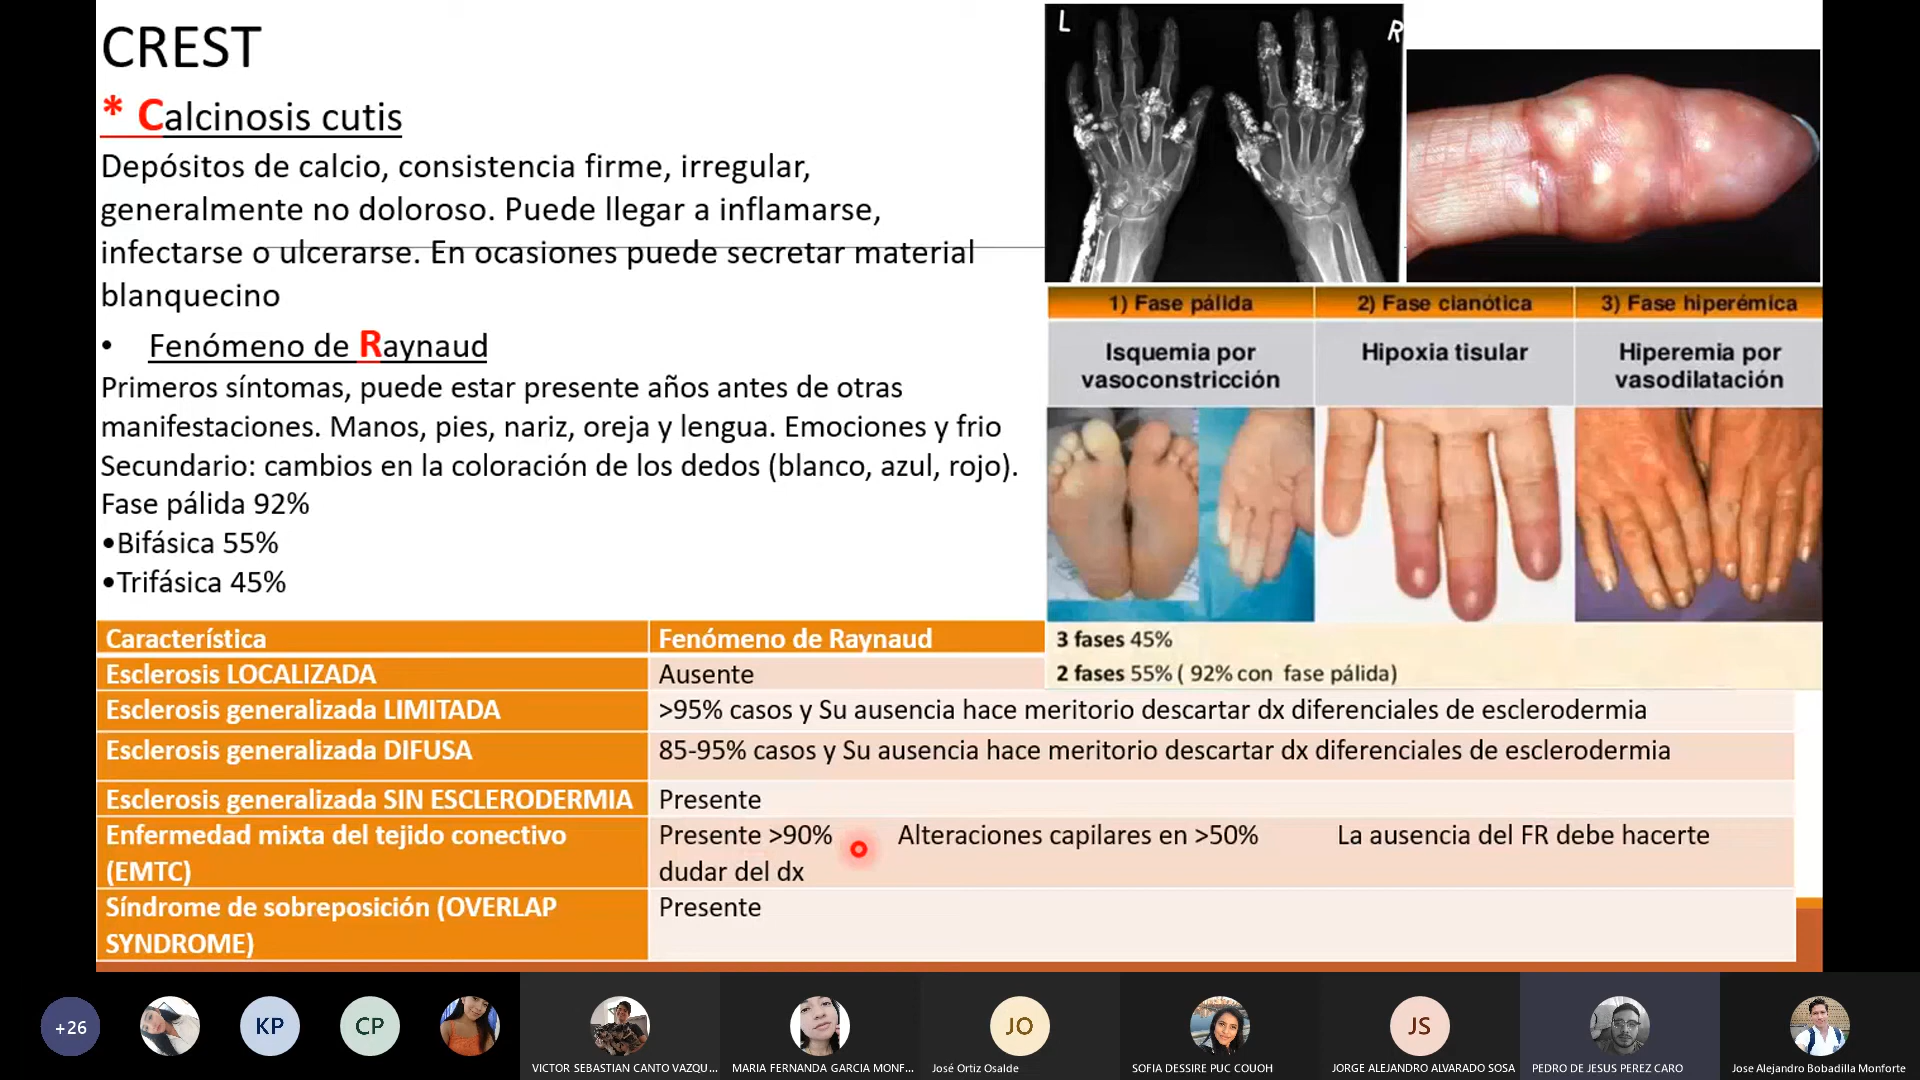 CREST
* Calcinosis cutis
Depósitos de calcio, consistencia firme, irregular,
generalmente no doloroso. Puede llegar a inflamarse,
infectarse o ulcerarse. En ocasiones puede secretar material
blanquecino
• Fenómeno de Raynaud
Primeros síntomas, puede estar presente años antes de otras
manifestaciones. Manos, pies, nariz, oreja y lengua. Emociones y frio
Secundario: cambios en la coloración de los dedos (blanco, azul, rojo).
Fase pálida 92%
•Bifásica 55%
•Trifásica 45%
L
R
1) Fase pálida 2) Fase cianótica 3) Fase hiperémica
Isquemia por Hipoxia tisular Hiperemia por
vasoconstricción vasodilatación
3 fases 45%
2 fases 55% ( 92% con fase pálida)
Característica Fenómeno de Raynaud
Esclerosis LOCALIZADA Ausente
Esclerosis generalizada LIMITADA >95% casos y Su ausencia hace meritorio descartar dx diferenciales de esclerodermia
Esclerosis generalizada DIFUSA 85-95% casos y Su ausencia hace meritorio descartar dx diferenciales de esclerodermia
Esclerosis generalizada SIN ESCLERODERMIA Presente
Enfermedad mixta del tejido conectivo Presente >90% Alteraciones capilares en >50% La ausencia del FR debe hacerte
(EMTC) dudar del dx
Síndrome de sobreposición (OVERLAP Presente
SYNDROME)
+26 KP CP JO JS
VICTOR SEBASTIAN CANTO VAZQU... MARIA FERNANDA GARCIA MONF... José Ortiz Osalde SOFIA DESSIRE PUC COUOH JORGE ALEJANDRO ALVARADO SOSA PEDRO DE JESUS PEREZ CARO Jose Alejandro Bobadilla Monforte